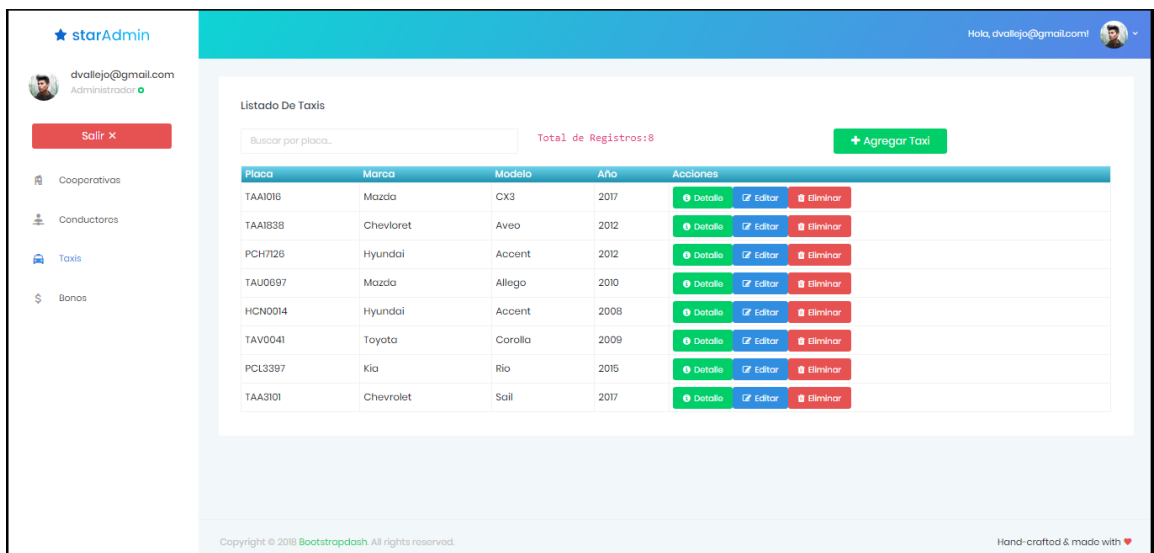 starAdmin
Hola, dvallejo@gmail.com!
dvallejo@gmail.com
Administrador
Salir ×
Cooperativas
Conductores
Taxis
$ Bonos
Listado De Taxis
Buscar por placa...
Total de Registros:8
+ Agregar Taxi
Placa Marca Modelo Año Acciones
TAA1016 Mazda CX3 2017 Detalle Editar Eliminar
TAA1838 Chevloret Aveo 2012 Detalle Editar Eliminar
PCH7126 Hyundai Accent 2012 Detalle Editar Eliminar
TAU0697 Mazda Allego 2010 Detalle Editar Eliminar
HCN0014 Hyundai Accent 2008 Detalle Editar Eliminar
TAV0041 Toyota Corolla 2009 Detalle Editar Eliminar
PCL3397 Kia Rio 2015 Detalle Editar Eliminar
TAA3101 Chevrolet Sail 2017 Detalle Editar Eliminar
Copyright © 2018 Bootstrapdash. All rights reserved.
Hand-crafted & made with